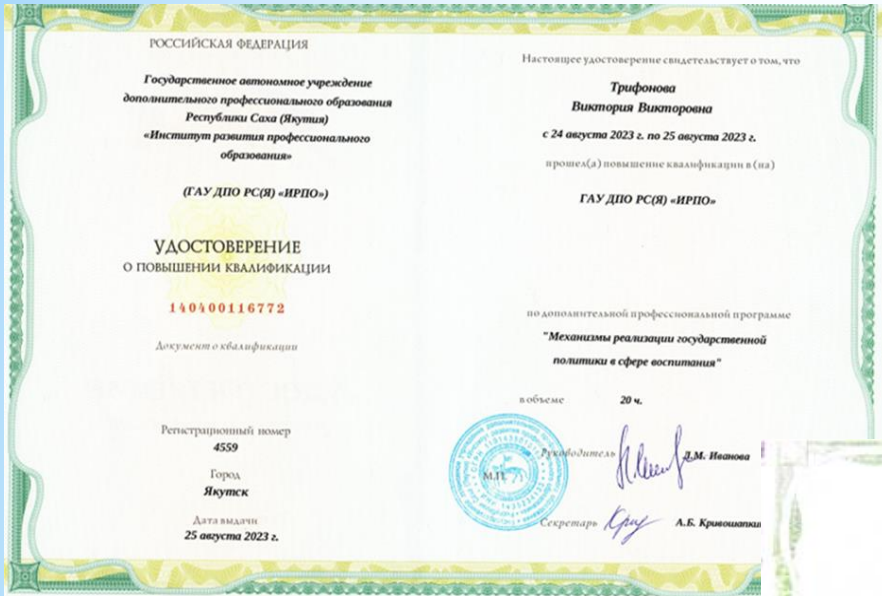 РОССИЙСКАЯ ФЕДЕРАЦИЯ
Государственное автономное учреждение
дополнительного профессионального образования
Республики Саха (Якутия)
«Институт развития профессионального
образования»
(ГАУ ДПО РС(Я) «ИРПО»)
УДОСТОВЕРЕНИЕ
О ПОВЫШЕНИИ КВАЛИФИКАЦИИ
140400116772
Документ о квалификации
Регистрационный номер
4559
Город
Якутск
Дата выдачи
25 августа 2023 г.
Настоящее удостоверение свидетельствует о том, что
Трифонова
Виктория Викторовна
с 24 августа 2023 г. по 25 августа 2023 г.
прошел(а) повышение квалификации в (на)
ГАУ ДПО РС(Я) «ИРПО»
по дополнительной профессиональной программе
"Механизмы реализации государственной
политики в сфере воспитания"
в объеме 20 ч.
Руководитель Л.М. Иванова
М.П.
Секретарь А.Б.